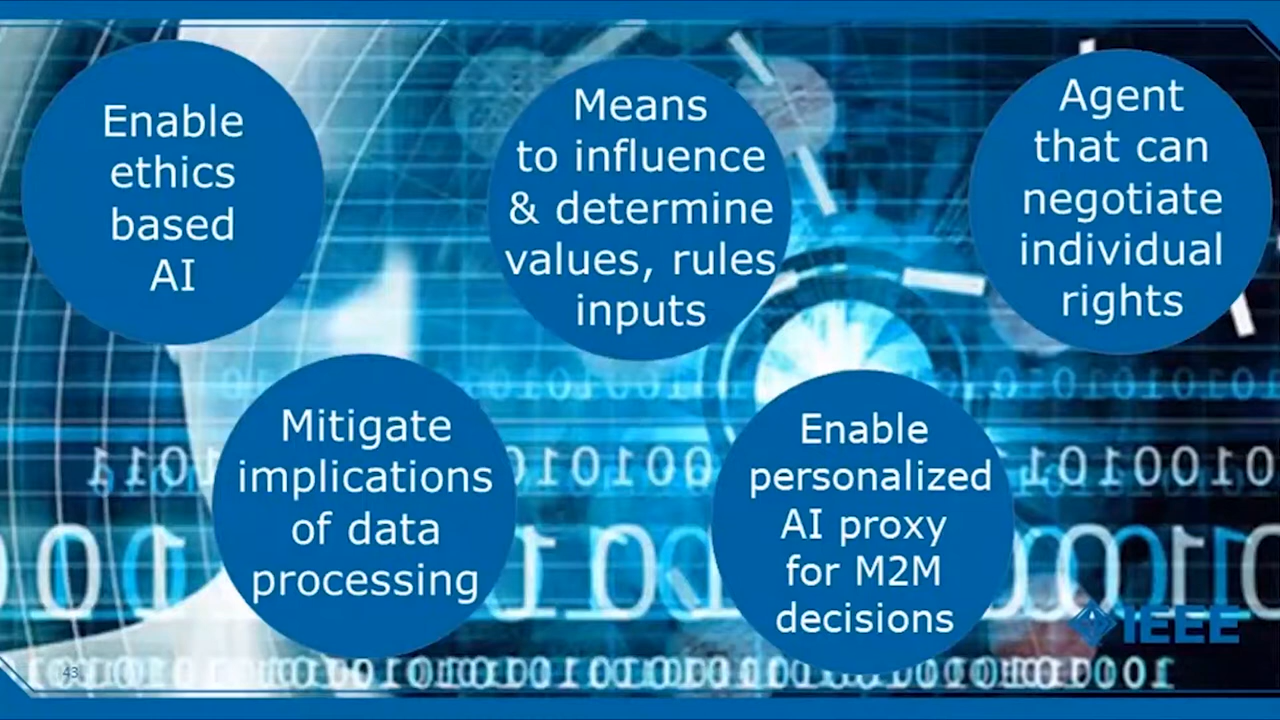 Enable
ethics
based
AI
Means
to influence
& determine
values, rules
inputs
Agent
that can
negotiate
individual
rights
Mitigate
implications
of data
processing
Enable
personalized
AI proxy
for M2M
decisions
IEEE
43